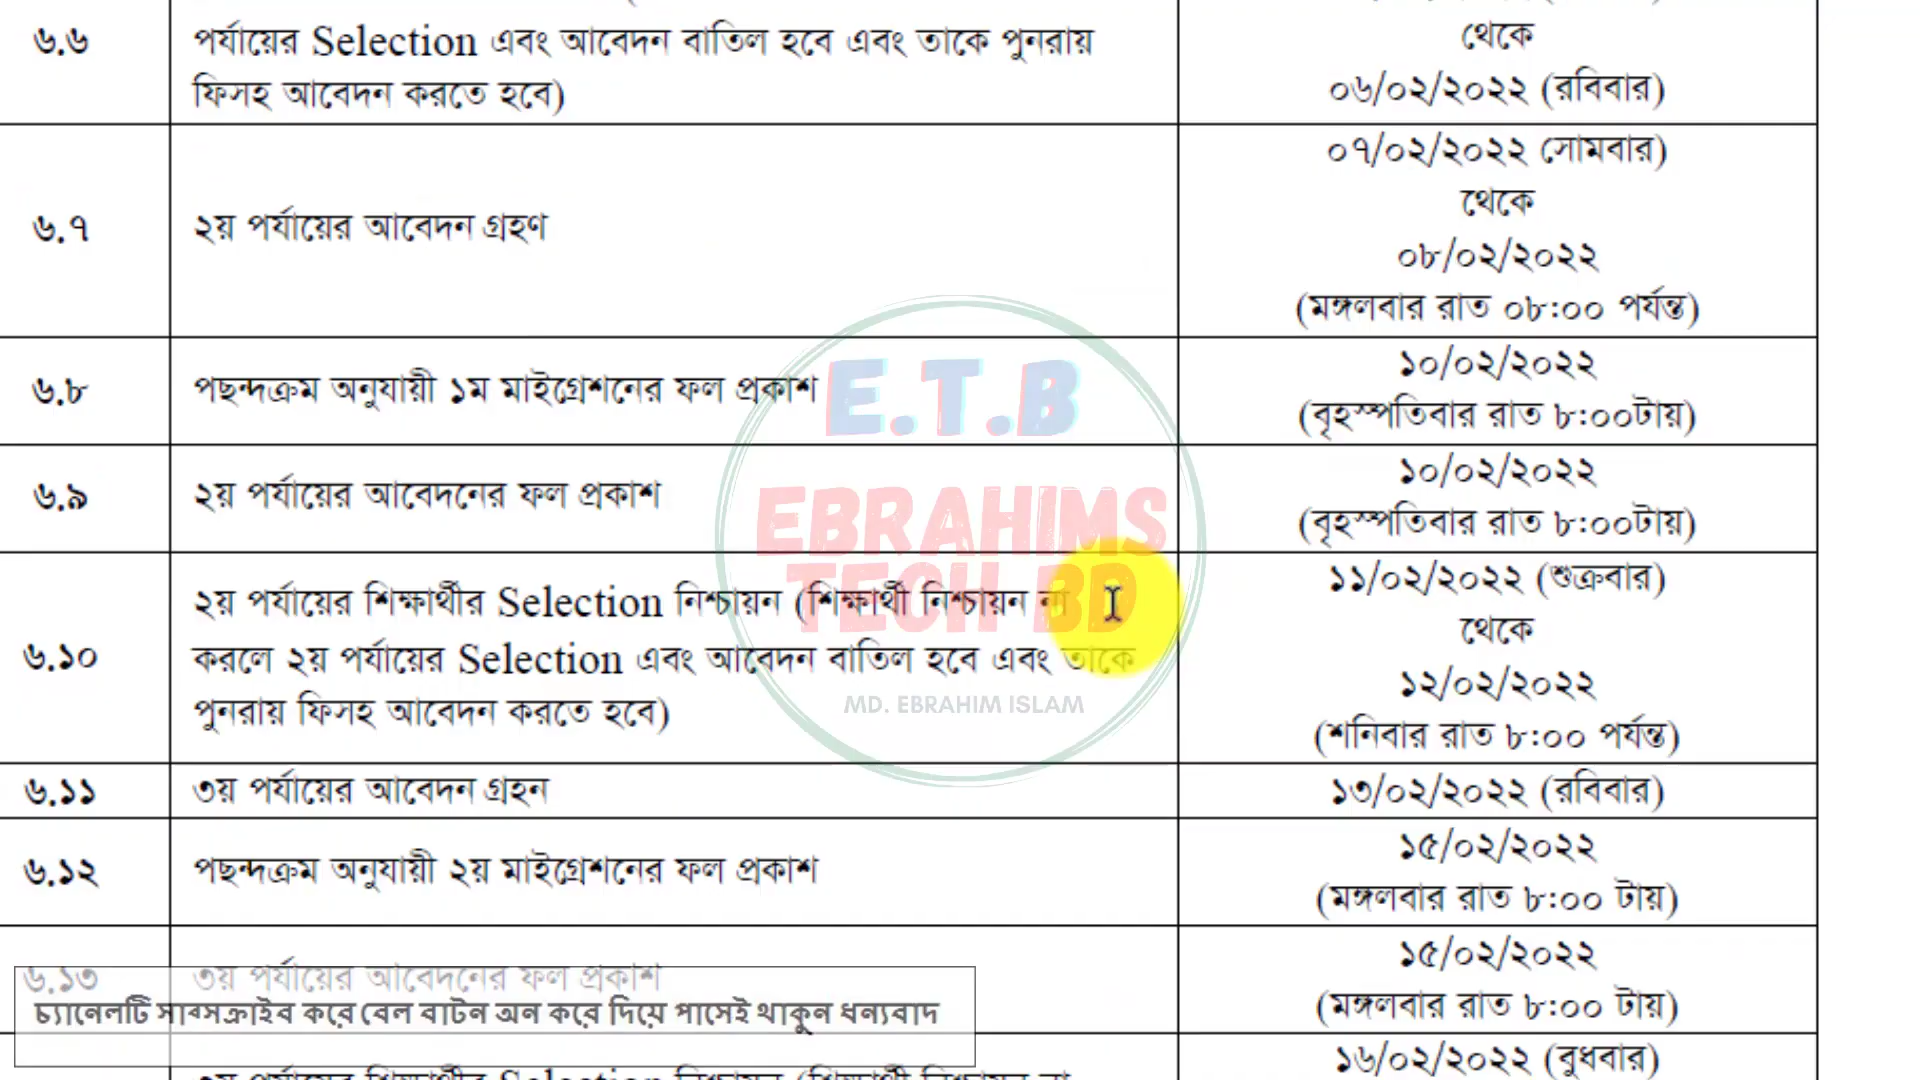 ৬.৬
পর্যায়ের Selection এবং আবেদন বাতিল হবে এবং তাকে পুনরায়
ফিসহ আবেদন করতে হবে)
থেকে
০৬/০২/২০২২ (রবিবার)
৬.৭
২য় পর্যায়ের আবেদন গ্রহণ
০৭/০২/২০২২ সোমবার)
থেকে
০৮/০২/২০২২
(মঙ্গলবার রাত ০৮:০০ পর্যন্ত)
৬.৮
পছন্দক্রম অনুযায়ী ১ম মাইগ্রেশনের ফল প্রকাশ
১০/০২/২০২২
(বৃহস্পতিবার রাত ৮:০০টায়)
৬.৯
২য় পর্যায়ের আবেদনের ফল প্রকাশ
১০/০২/২০২২
(বৃহস্পতিবার রাত ৮:০০টায়)
৬.১০
২য় পর্যায়ের শিক্ষার্থীর Selection নিশ্চায়ন (শিক্ষার্থী নিশ্চায়ন না
করলে ২য় পর্যায়ের Selection এবং আবেদন বাতিল হবে এবং তাকে
পুনরায় ফিসহ আবেদন করতে হবে)
১১/০২/২০২২ (শুক্রবার)
থেকে
১২/০২/২০২২
(শনিবার রাত ৮:০০ পর্যন্ত)
৬.১১
৩য় পর্যায়ের আবেদন গ্রহন
১৩/০২/২০২২ (রবিবার)
৬.১২
পছন্দক্রম অনুযায়ী ২য় মাইগ্রেশনের ফল প্রকাশ
১৫/০২/২০২২
(মঙ্গলবার রাত ৮:০০ টায়)
৬.১৩
৩য় পর্যায়ের আবেদনের ফল প্রকাশ
১৫/০২/২০২২
(মঙ্গলবার রাত ৮:০০ টায়)
১৬/০২/২০২২ (বুধবার)
E.T.B
EBRAHIMS
TECH BD
MD. EBRAHIM ISLAM
চ্যানেলটি সাবসক্রাইব করে বেল বাটন অন করে দিয়ে পাসেই থাকুন ধন্যবাদ